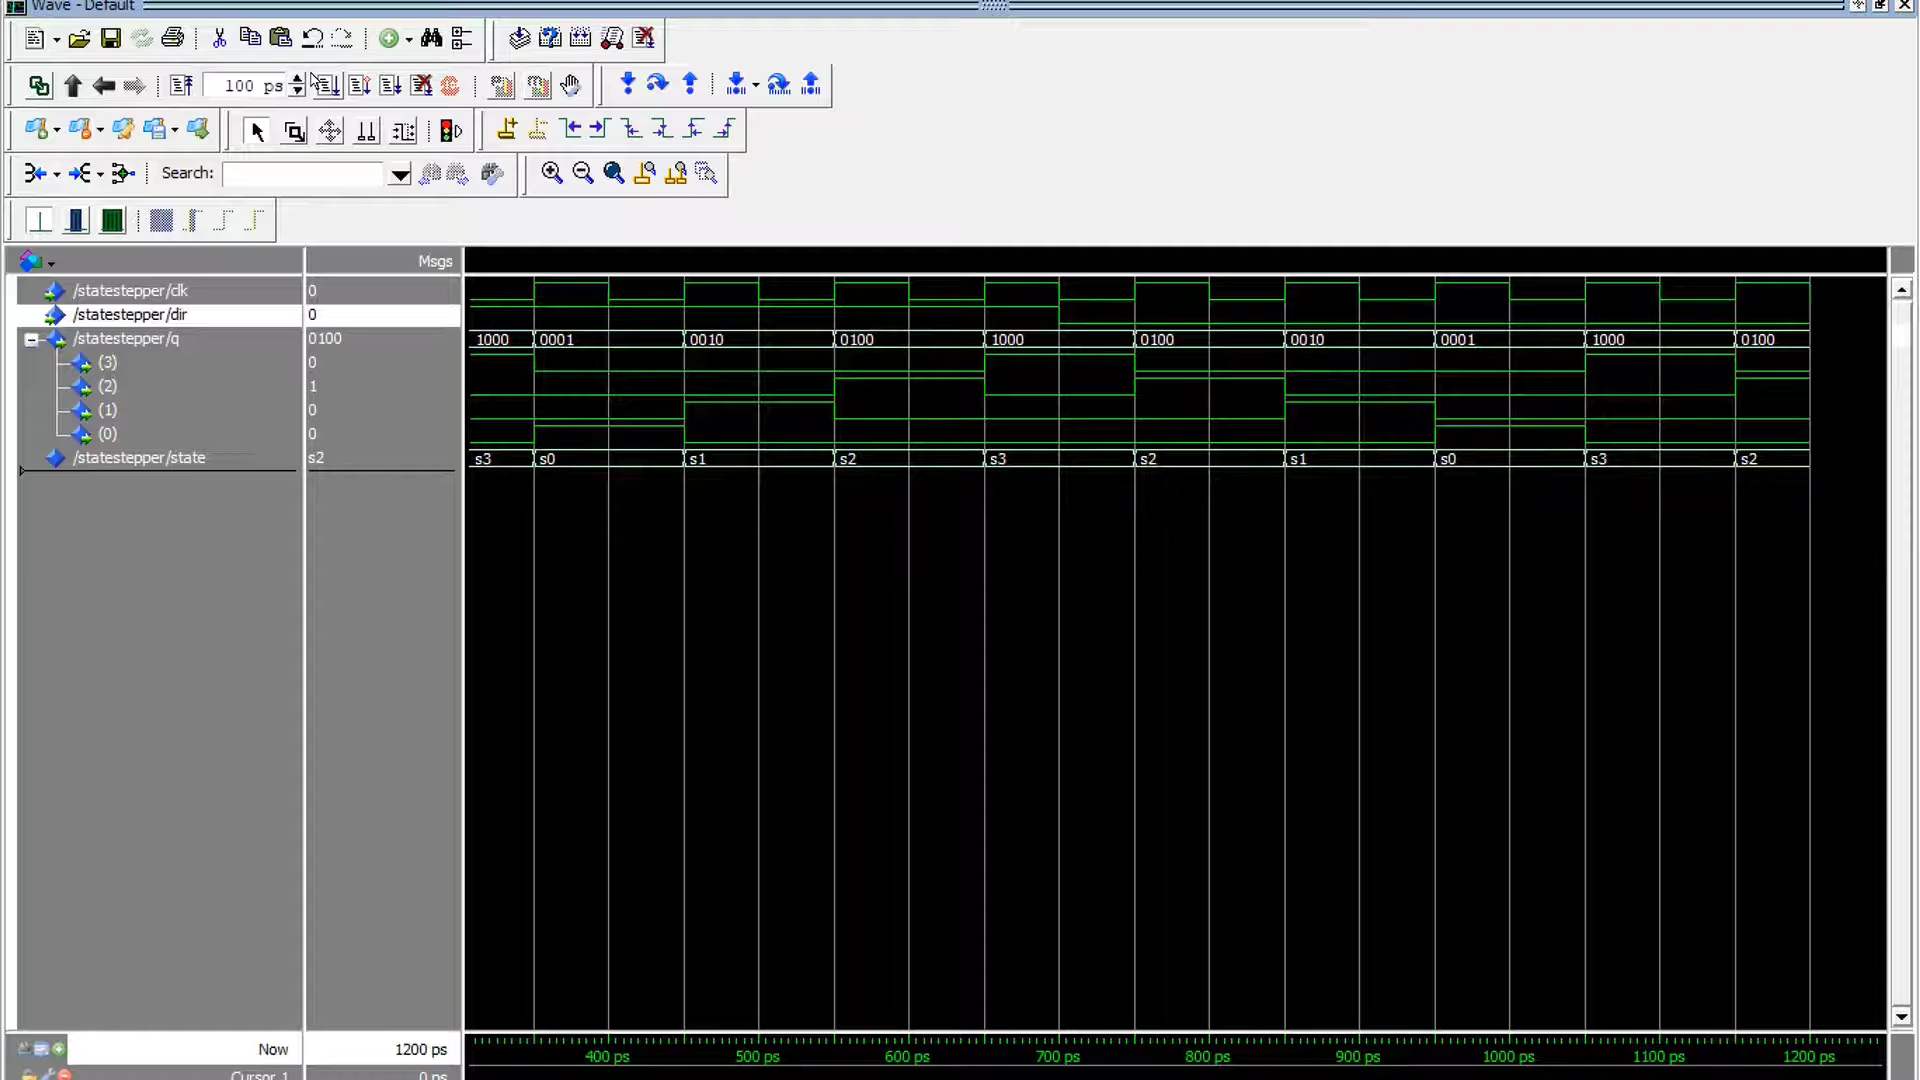 Wave - Default
100 ps
Search:
Msgs
/statestepper/clk 0
/statestepper/dir 0
/statestepper/q 0100 1000 0001 0010 0100 1000 0100 0010 0001 1000 0100
(3) 0
(2) 1
(1) 0
(0) 0
/statestepper/state s2 s3 s0 s1 s2 s3 s2 s1 s0 s3 s2
Now 1200 ps 400 ps 500 ps 600 ps 700 ps 800 ps 900 ps 1000 ps 1100 ps 1200 ps
Cursor 1 0 ps